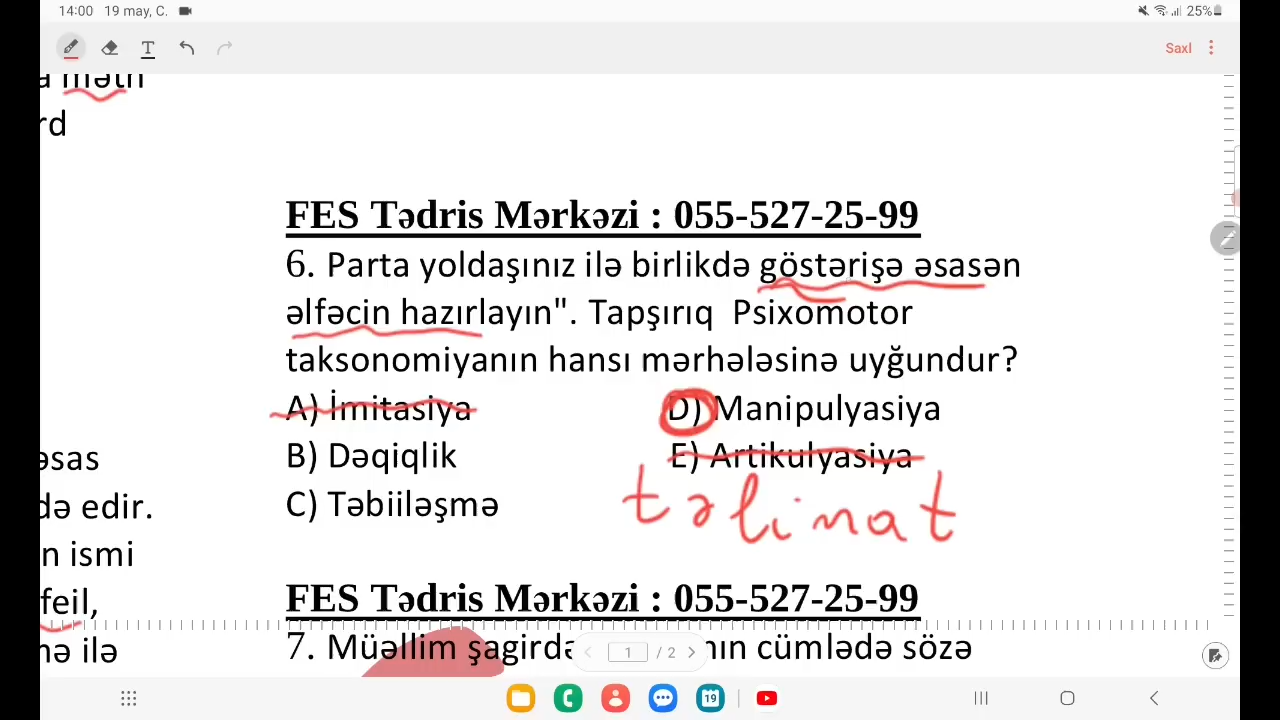 14:00 19 may, C.
25%
T
Saxl
a mətn
rd
FES Tədris Mərkəzi : 055-527-25-99
6. Parta yoldaşınız ilə birlikdə göstərişə əsasən
əlfəcin hazırlayın". Tapşırıq Psixomotor
taksonomiyanın hansı mərhələsinə uyğundur?
A) İmitasiya D) Manipulyasiya
B) Dəqiqlik E) Artikulyasiya
C) Təbiiləşmə
təlimat
əsas
də edir.
n ismi
feil,
nə ilə
FES Tədris Mərkəzi : 055-527-25-99
7. Müəllim şagirdə nın cümlədə sözə
1 / 2
19